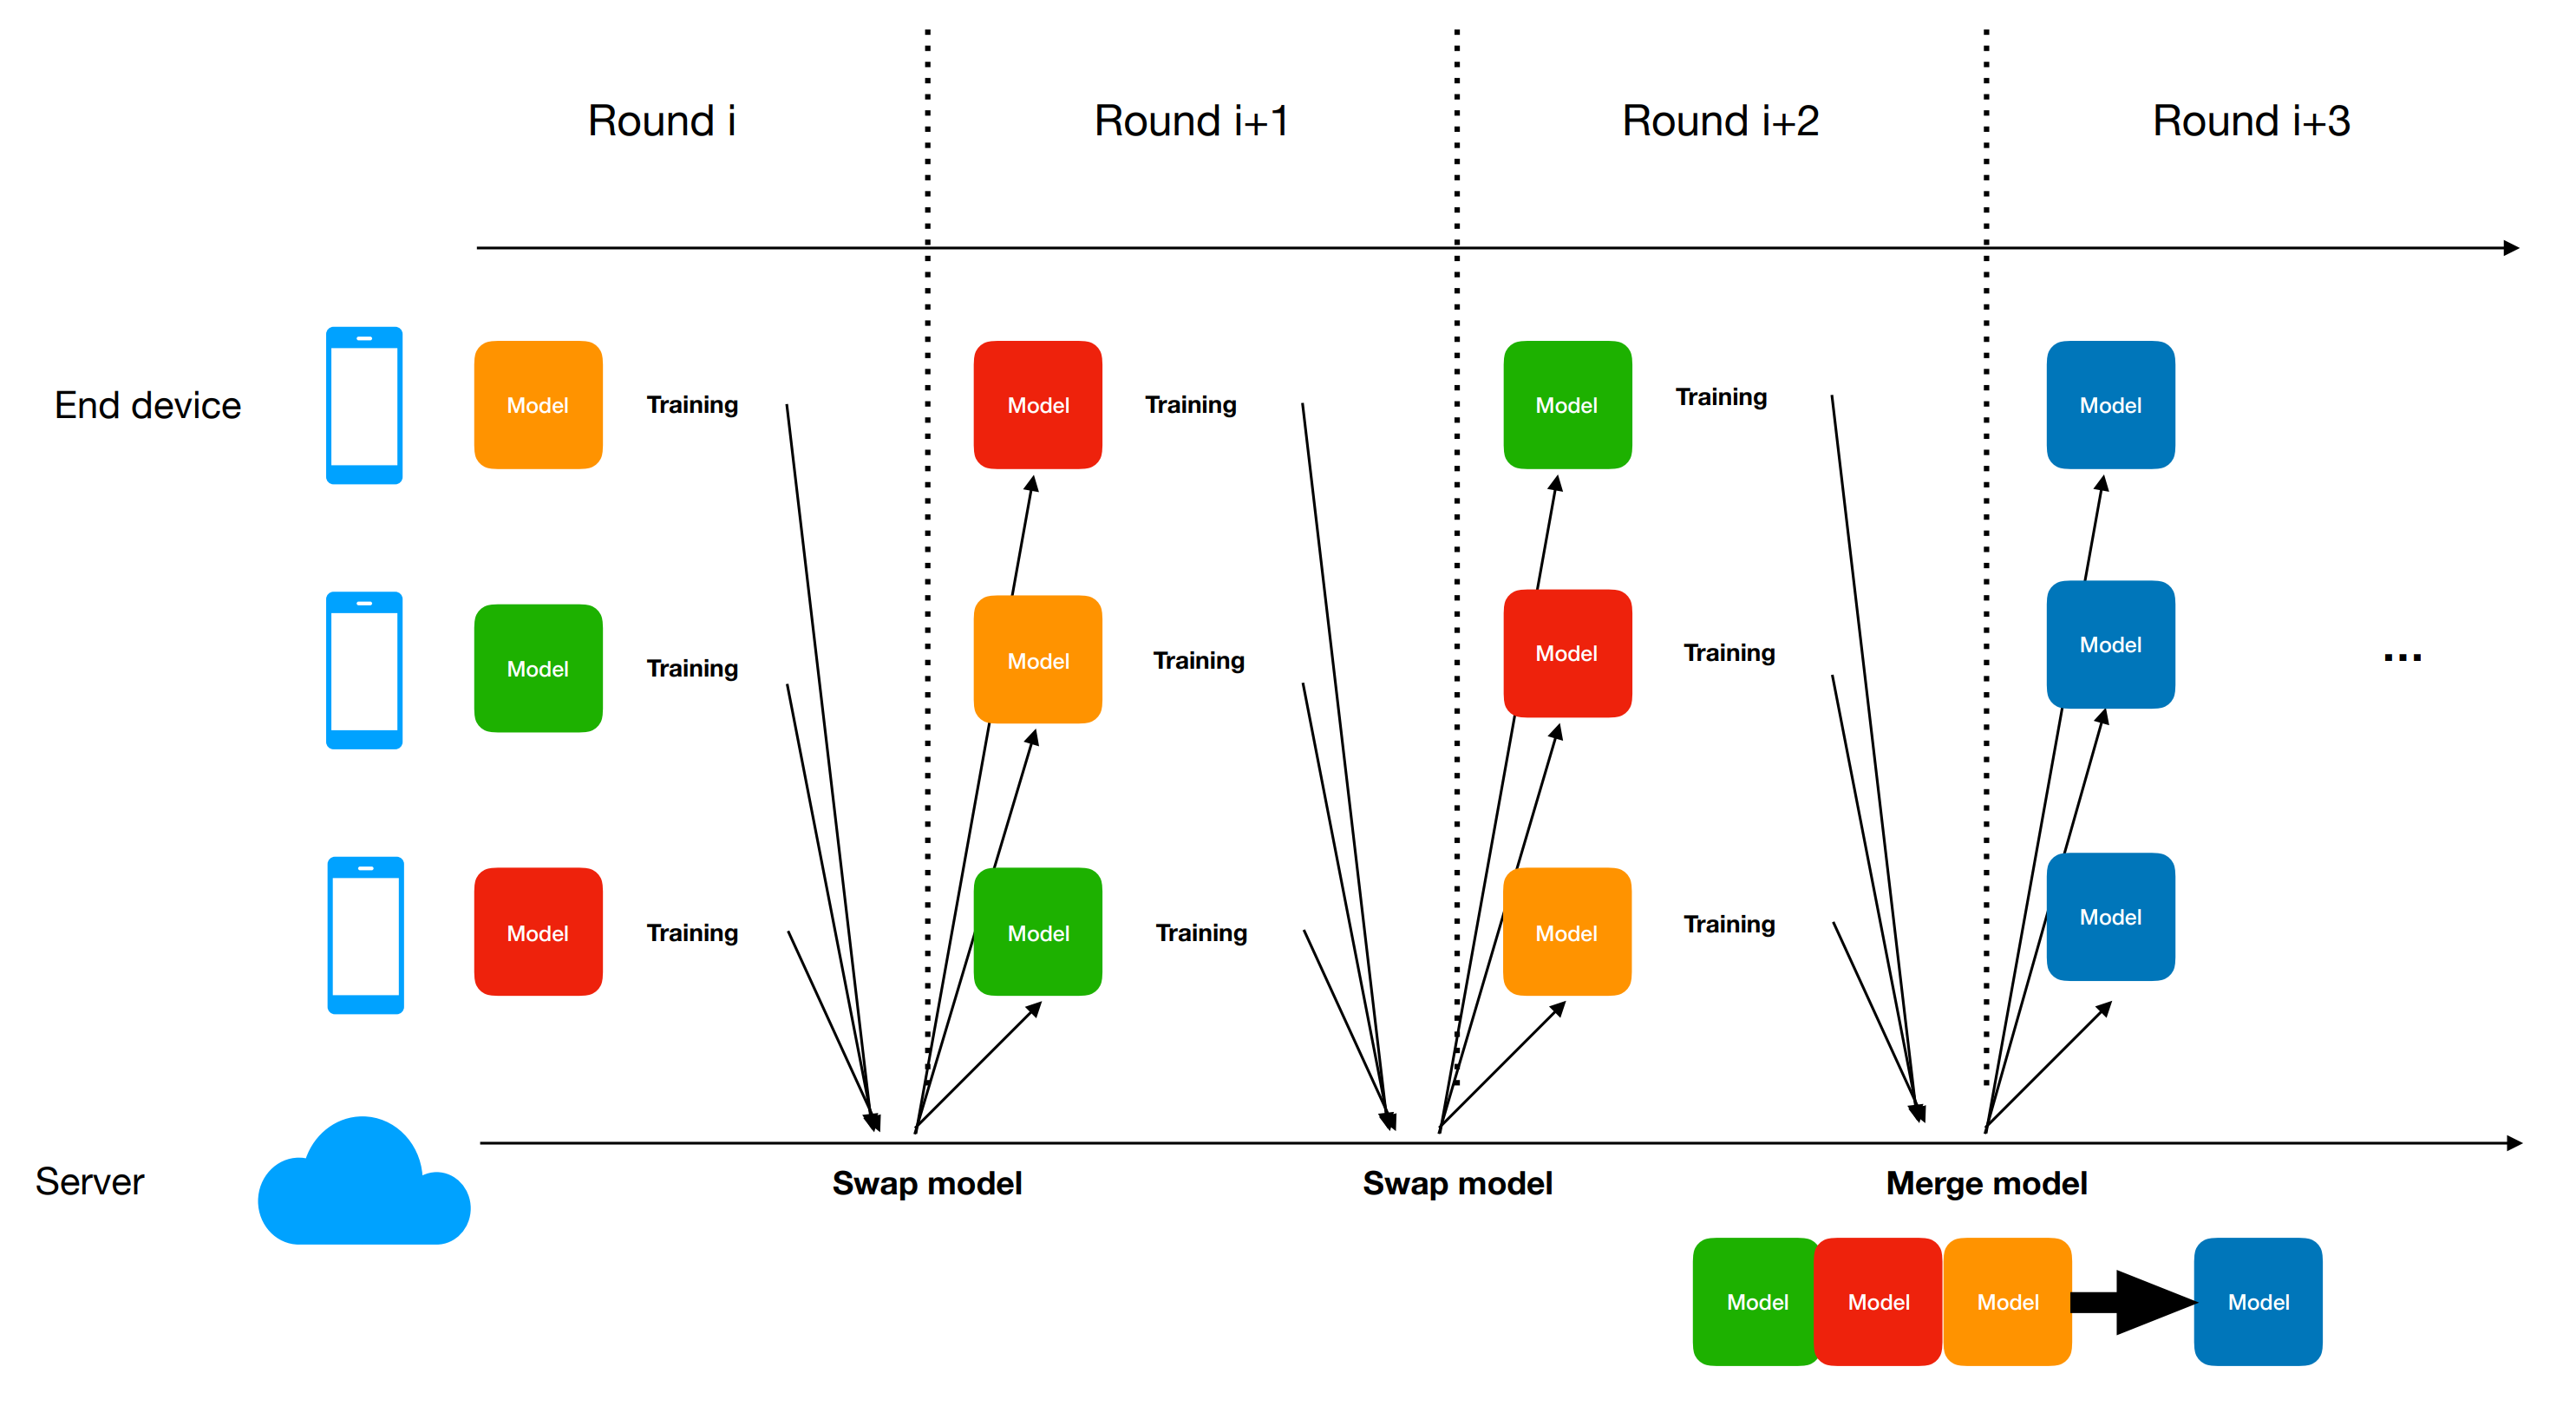 Round i
Round i+1
Round i+2
Round i+3
End device
Model
Training
Model
Training
Model
Training
Model
Model
Training
Model
Training
Model
Training
Model
...
Model
Training
Model
Training
Model
Training
Model
Server
Swap model
Swap model
Merge model
Model
Model
Model
Model